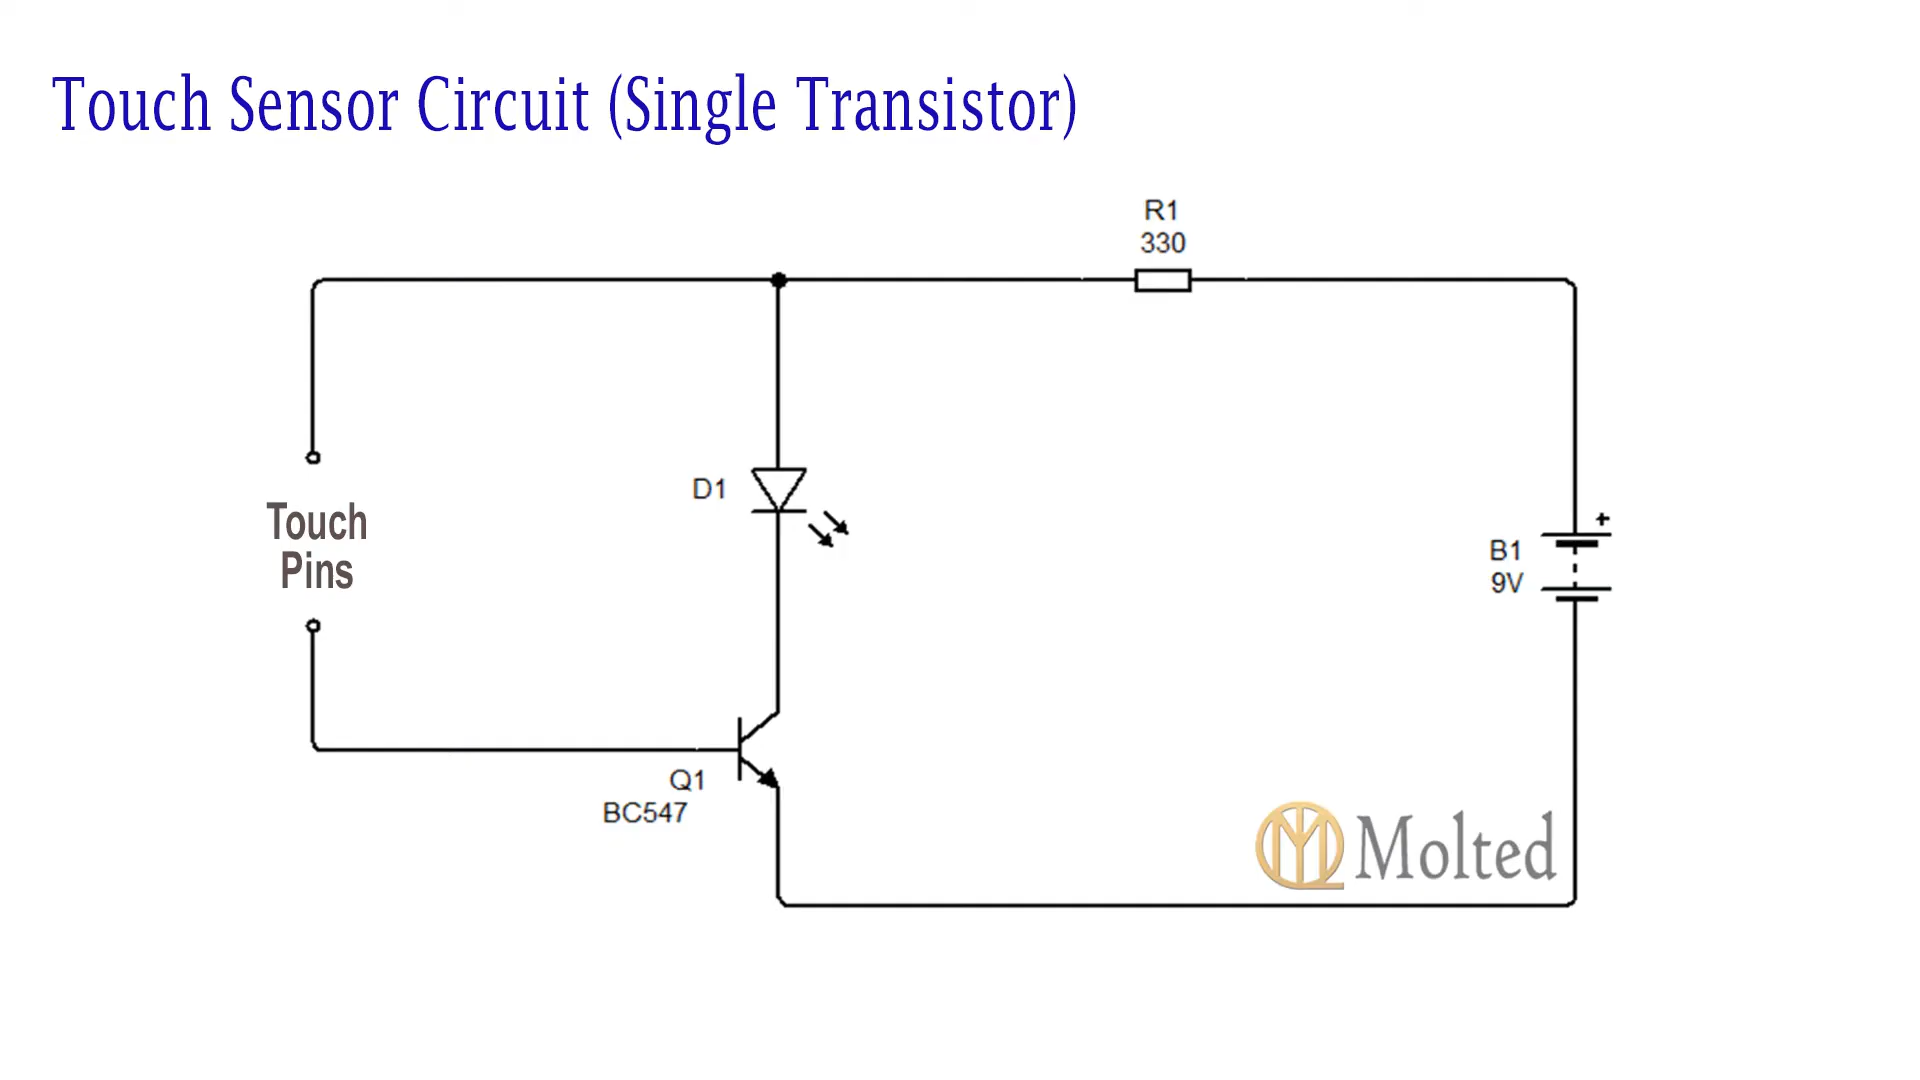 Touch Sensor Circuit (Single Transistor)
R1
330
D1
Touch
Pins
+
B1
9V
Q1
BC547
Molted